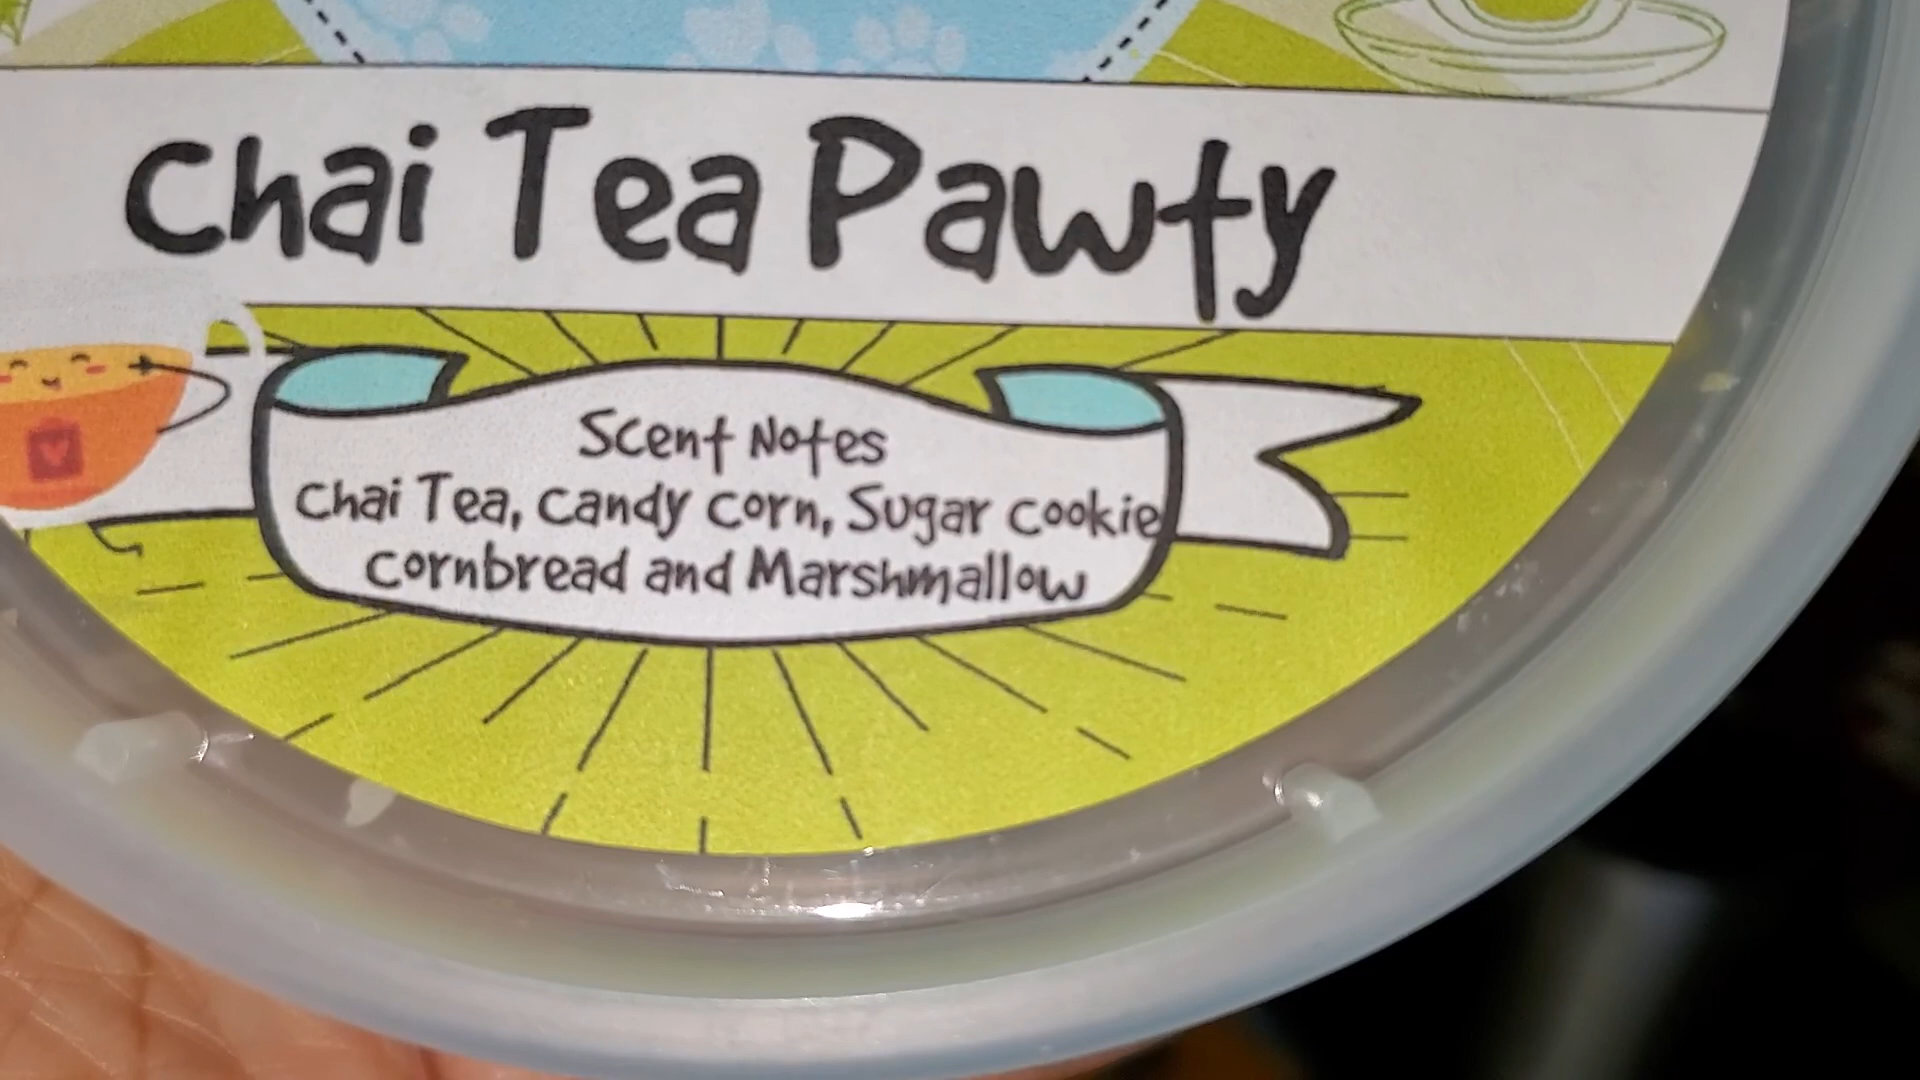 Chai Tea Pawty
Scent Notes
Chai Tea, Candy Corn, Sugar Cookie
Cornbread and Marshmallow